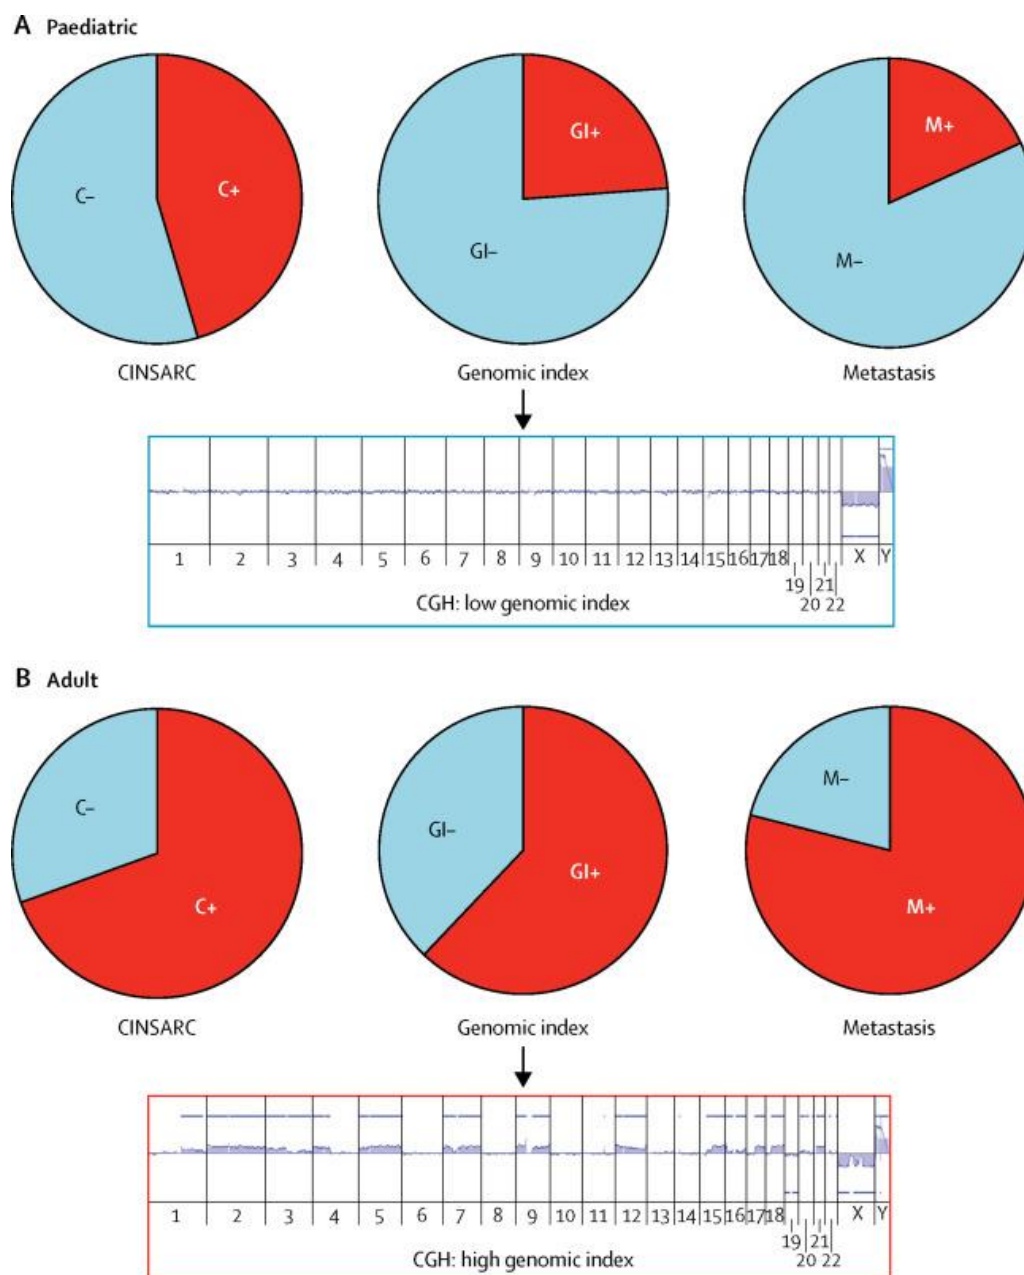 A Paediatric
C– C+
GI+
GI–
M+
M–
CINSARC Genomic index Metastasis
1 2 3 4 5 6 7 8 9 10 11 12 13 14 15 16 17 18 X Y
19 21
20 22
CGH: low genomic index
B Adult
C–
C+
GI–
GI+
M–
M+
CINSARC Genomic index Metastasis
1 2 3 4 5 6 7 8 9 10 11 12 13 14 15 16 17 18 X Y
19 21
20 22
CGH: high genomic index